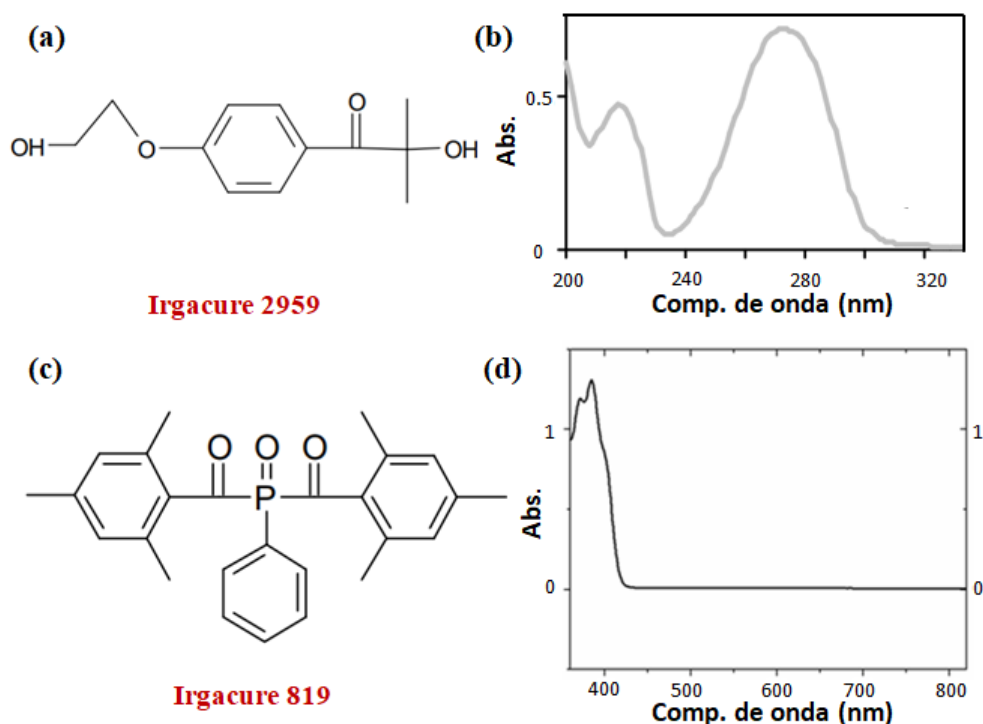 (a)
O
OH
O
OH
Irgacure 2959
(b)
Abs.
0.5
0
200
240
280
320
Comp. de onda (nm)
(c)
O
O
O
P
Irgacure 819
(d)
Abs.
1
1
0
0
400
500
600
700
800
Comp. de onda (nm)